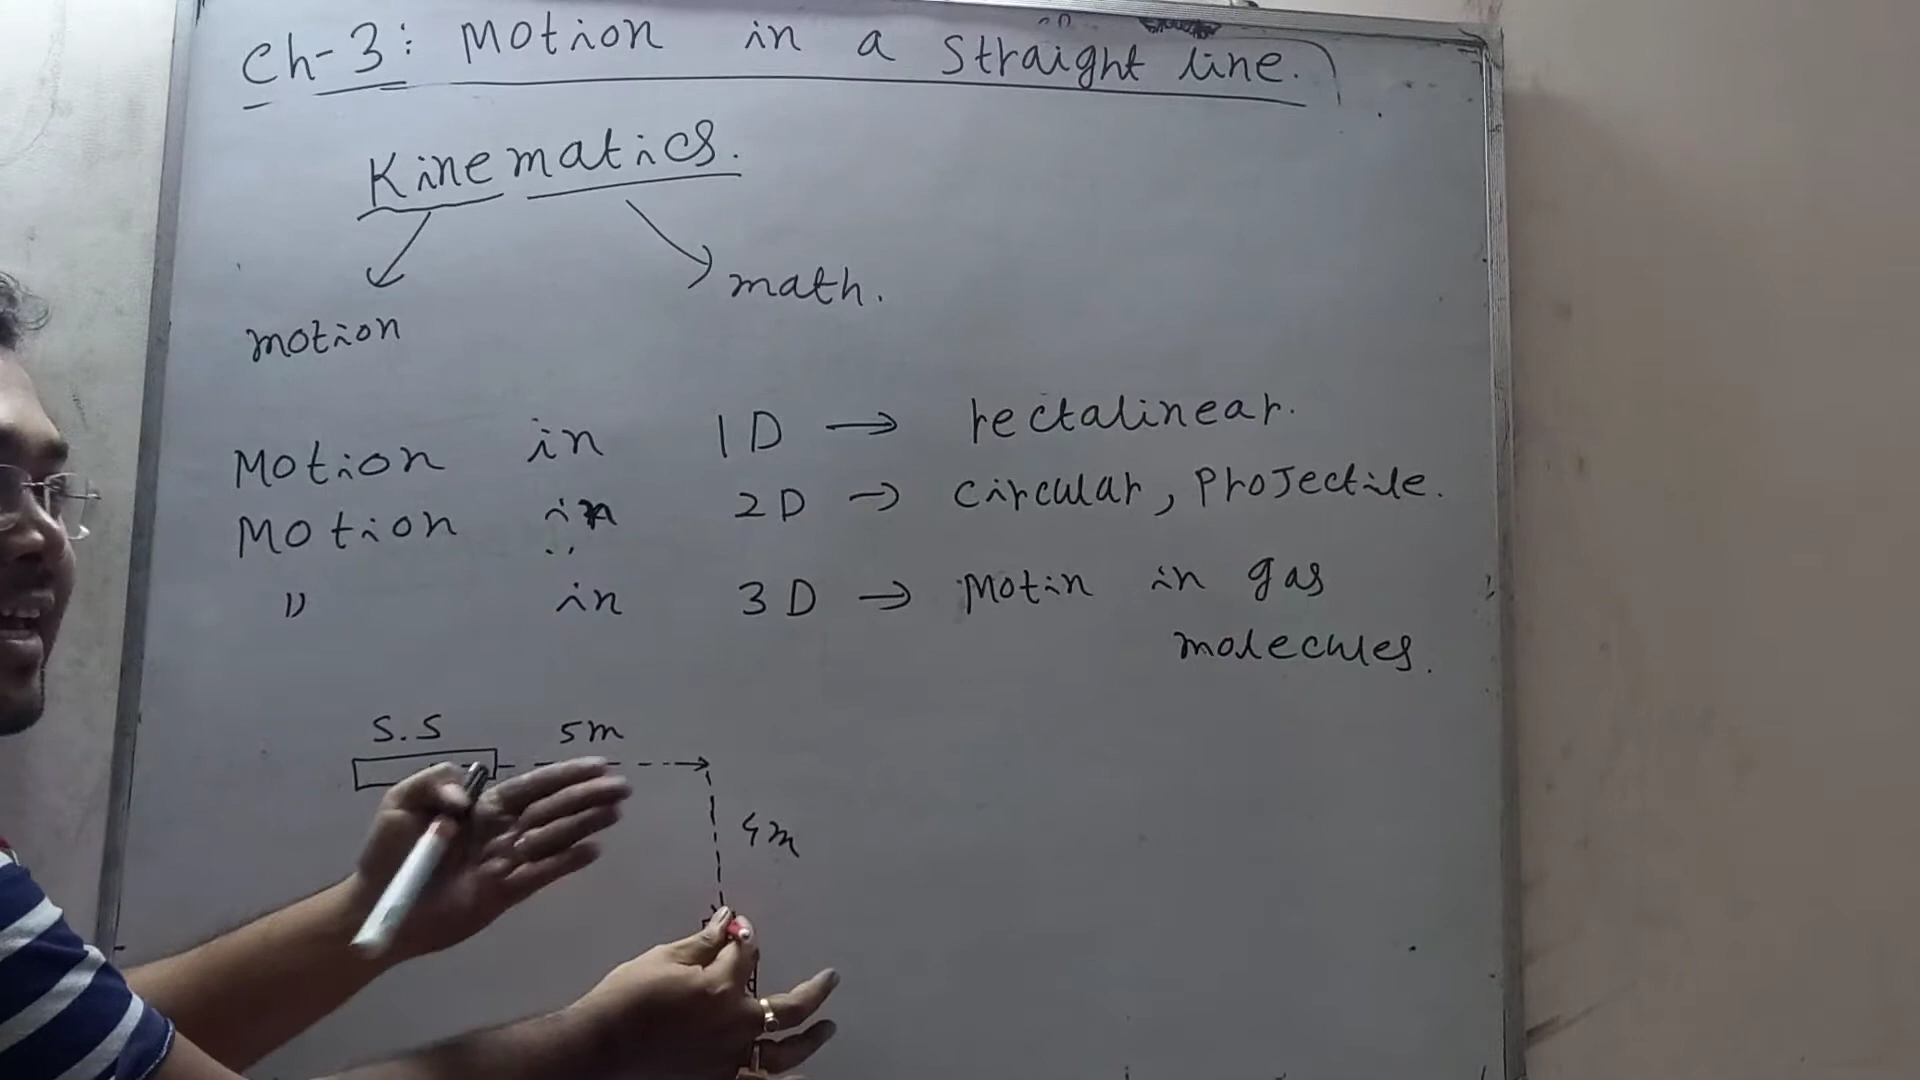 Ch-3: Motion in a straight line.
Kinematics.
motion
math.
Motion in 1D → rectalinear.
Motion in 2D → circular, Projectile.
" in 3D → Motin in gas
molecules.
S.S
5m
4m